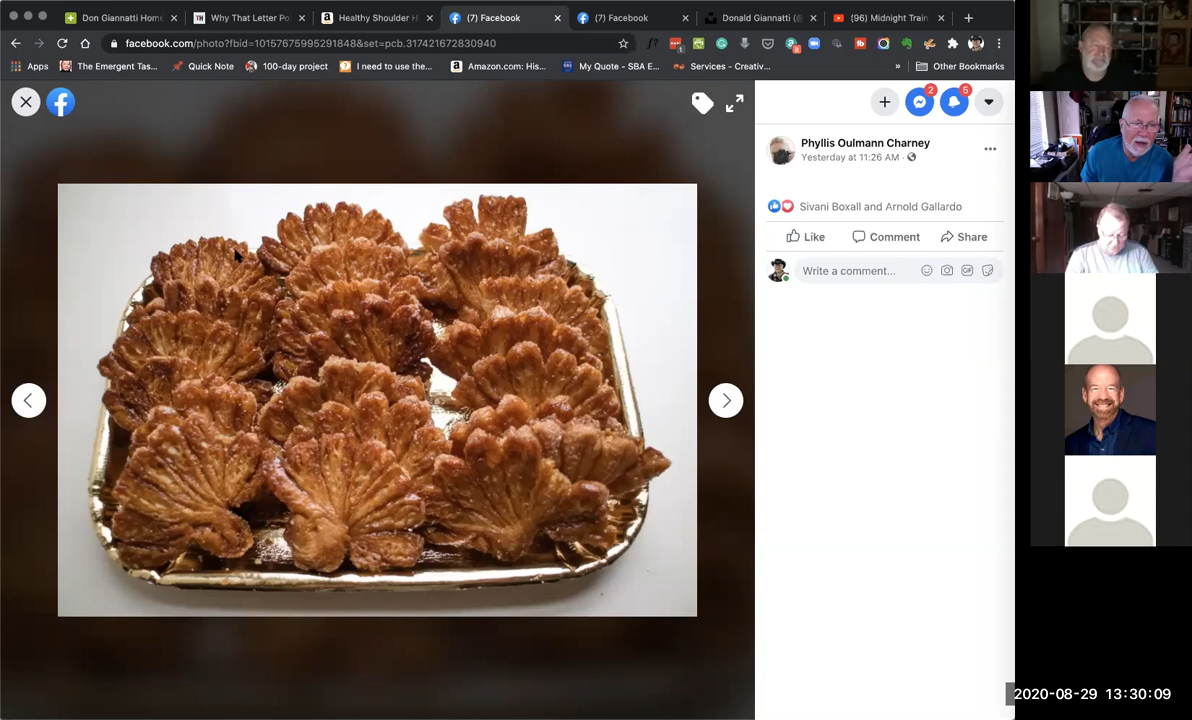 Don Giannatti Hom
TH Why That Letter Po
a Healthy Shoulder H
(7) Facebook
(7) Facebook
Donald Giannatti (@
(96) Midnight Train
facebook.com/photo?fbid=10157675995291848&set=pcb.317421672830940
f?
Apps
The Emergent Tas...
Quick Note
100-day project
I need to use the...
a Amazon.com: His...
My Quote - SBA E...
Services - Creativ...
»
Other Bookmarks
2
5
Phyllis Oulmann Charney
Yesterday at 11:26 AM ·
Sivani Boxall and Arnold Gallardo
Like
Comment
Share
Write a comment...
2020-08-29 13:30:09